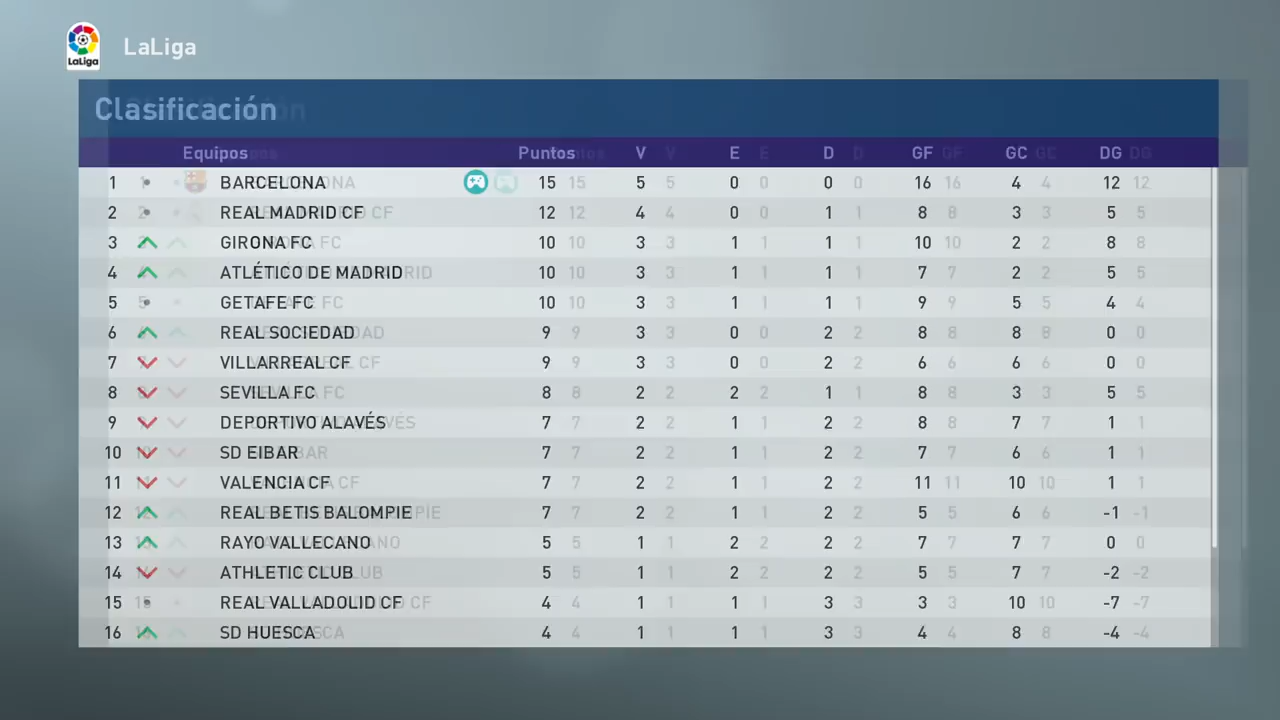 LaLiga
LaLiga
Clasificación
Equipos Puntos V E D GF GC DG
1 BARCELONA 15 5 0 0 16 4 12
2 REAL MADRID CF 12 4 0 1 8 3 5
3 GIRONA FC 10 3 1 1 10 2 8
4 ATLÉTICO DE MADRID 10 3 1 1 7 2 5
5 GETAFE FC 10 3 1 1 9 5 4
6 REAL SOCIEDAD 9 3 0 2 8 8 0
7 VILLARREAL CF 9 3 0 2 6 6 0
8 SEVILLA FC 8 2 2 1 8 3 5
9 DEPORTIVO ALAVÉS 7 2 1 2 8 7 1
10 SD EIBAR 7 2 1 2 7 6 1
11 VALENCIA CF 7 2 1 2 11 10 1
12 REAL BETIS BALOMPIE 7 2 1 2 5 6 -1
13 RAYO VALLECANO 5 1 2 2 7 7 0
14 ATHLETIC CLUB 5 1 2 2 5 7 -2
15 REAL VALLADOLID CF 4 1 1 3 3 10 -7
16 SD HUESCA 4 1 1 3 4 8 -4